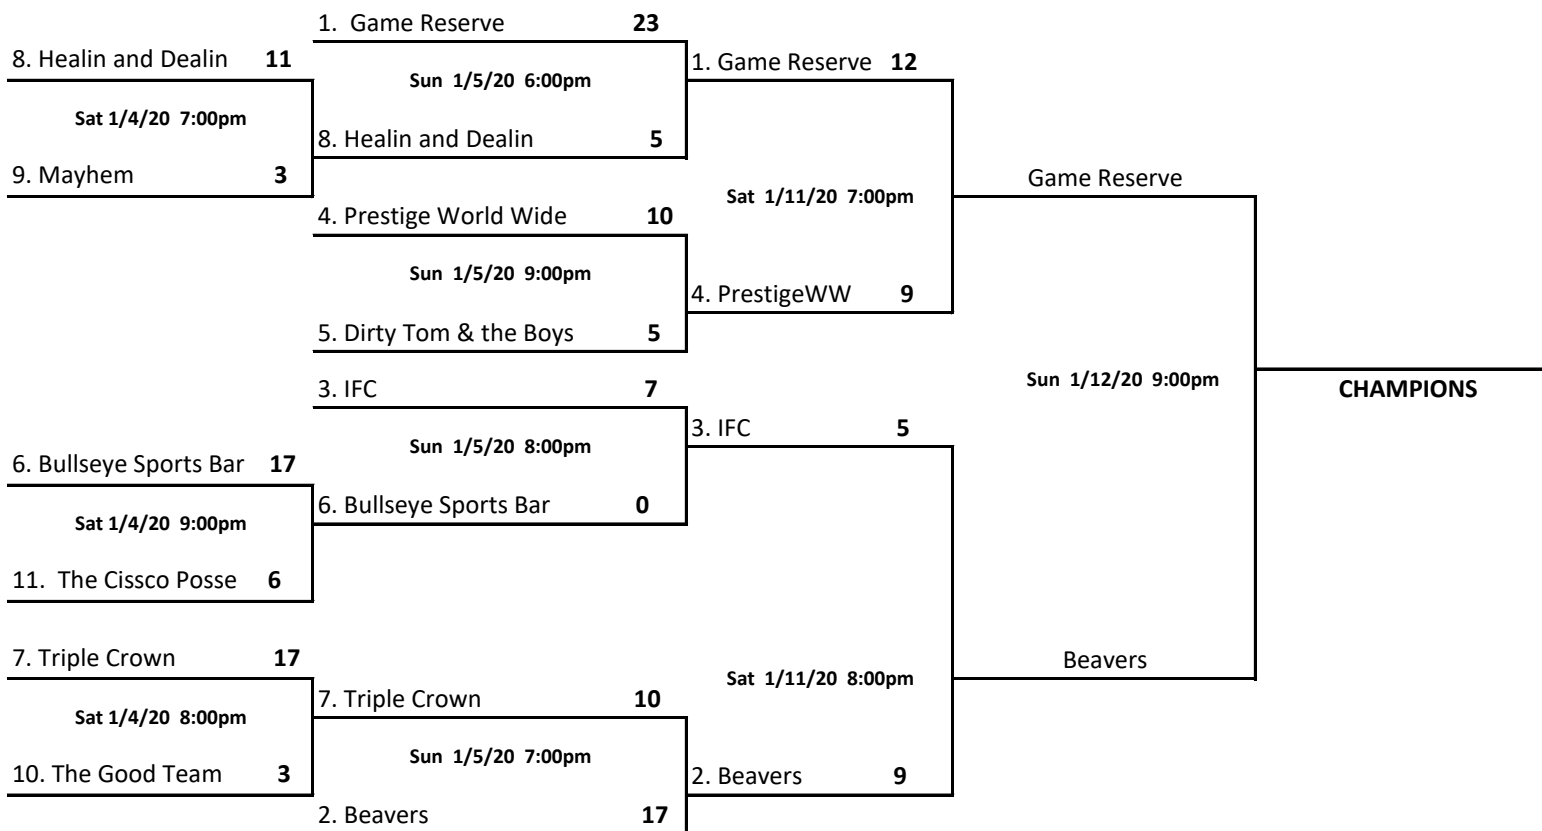 1. Game Reserve 23
8. Healin and Dealin 11
Sun 1/5/20 6:00pm
1. Game Reserve 12
Sat 1/4/20 7:00pm
8. Healin and Dealin 5
9. Mayhem 3
Sat 1/11/20 7:00pm
Game Reserve
4. Prestige World Wide 10
Sun 1/5/20 9:00pm
4. PrestigeWW 9
5. Dirty Tom & the Boys 5
Sun 1/12/20 9:00pm
CHAMPIONS
3. IFC 7
3. IFC 5
Sun 1/5/20 8:00pm
6. Bullseye Sports Bar 17
6. Bullseye Sports Bar 0
Sat 1/4/20 9:00pm
11. The Cissco Posse 6
7. Triple Crown 17
Beavers
Sat 1/11/20 8:00pm
7. Triple Crown 10
Sat 1/4/20 8:00pm
Sun 1/5/20 7:00pm
10. The Good Team 3
2. Beavers 9
2. Beavers 17